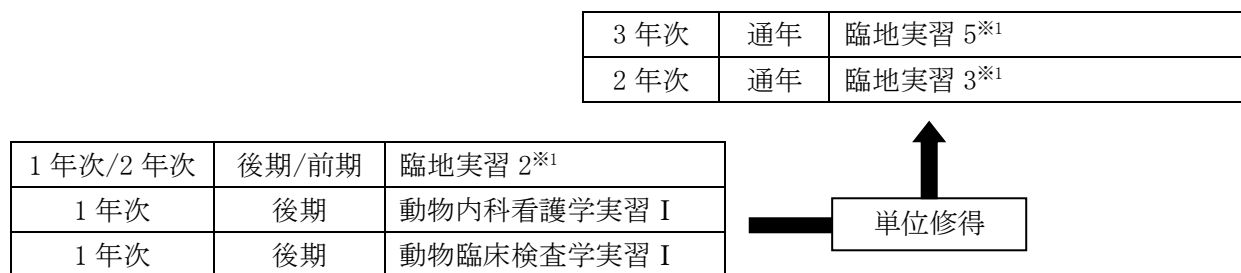 3 年次 通年 臨地実習 5※1
2 年次 通年 臨地実習 3※1
1 年次/2 年次 後期/前期 臨地実習 2※1
1 年次 後期 動物内科看護学実習 I
単位修得
1 年次 後期 動物臨床検査学実習 I